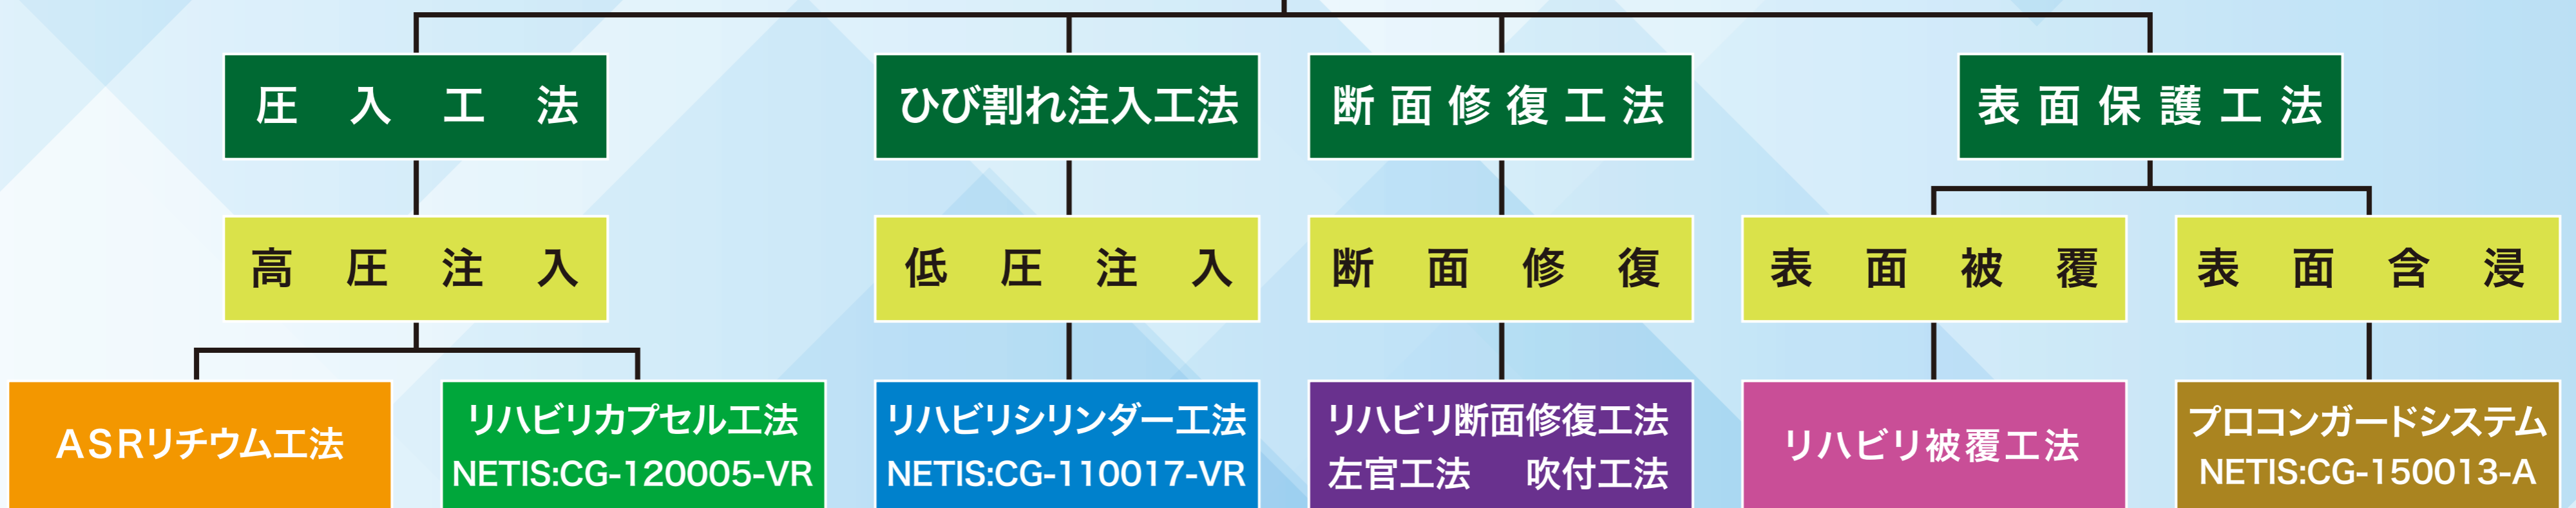 圧入工法
ひび割れ注入工法
断面修復工法
表面保護工法
高圧注入
低圧注入
断面修復
表面被覆
表面含浸
ASRリチウム工法
リハビリカプセル工法
NETIS:CG-120005-VR
リハビリシリンダー工法
NETIS:CG-110017-VR
リハビリ断面修復工法
左官工法 吹付工法
リハビリ被覆工法
プロコンガードシステム
NETIS:CG-150013-A